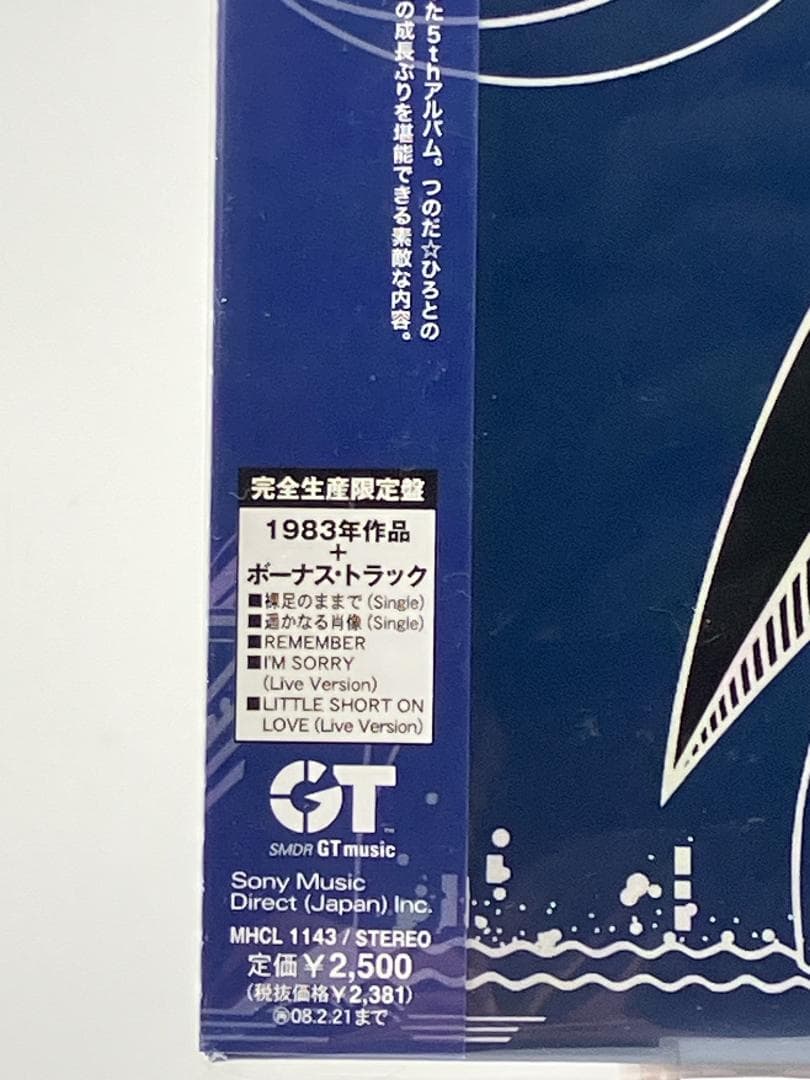 た5thアルバム。つのだ☆ひろとの
の成長ぶりを堪能できる素敵な内容。
完全生産限定盤
1983年作品
+
ボーナス・トラック
■裸足のままで (Single)
■遥かなる肖像 (Single)
■REMEMBER
■I'M SORRY
(Live Version)
■LITTLE SHORT ON
LOVE (Live Version)
GT™
SMDR GT music
Sony Music
Direct (Japan) Inc.
MHCL 1143 / STEREO
定価￥2,500
(税抜価格￥2,381)
㋐08.2.21まで